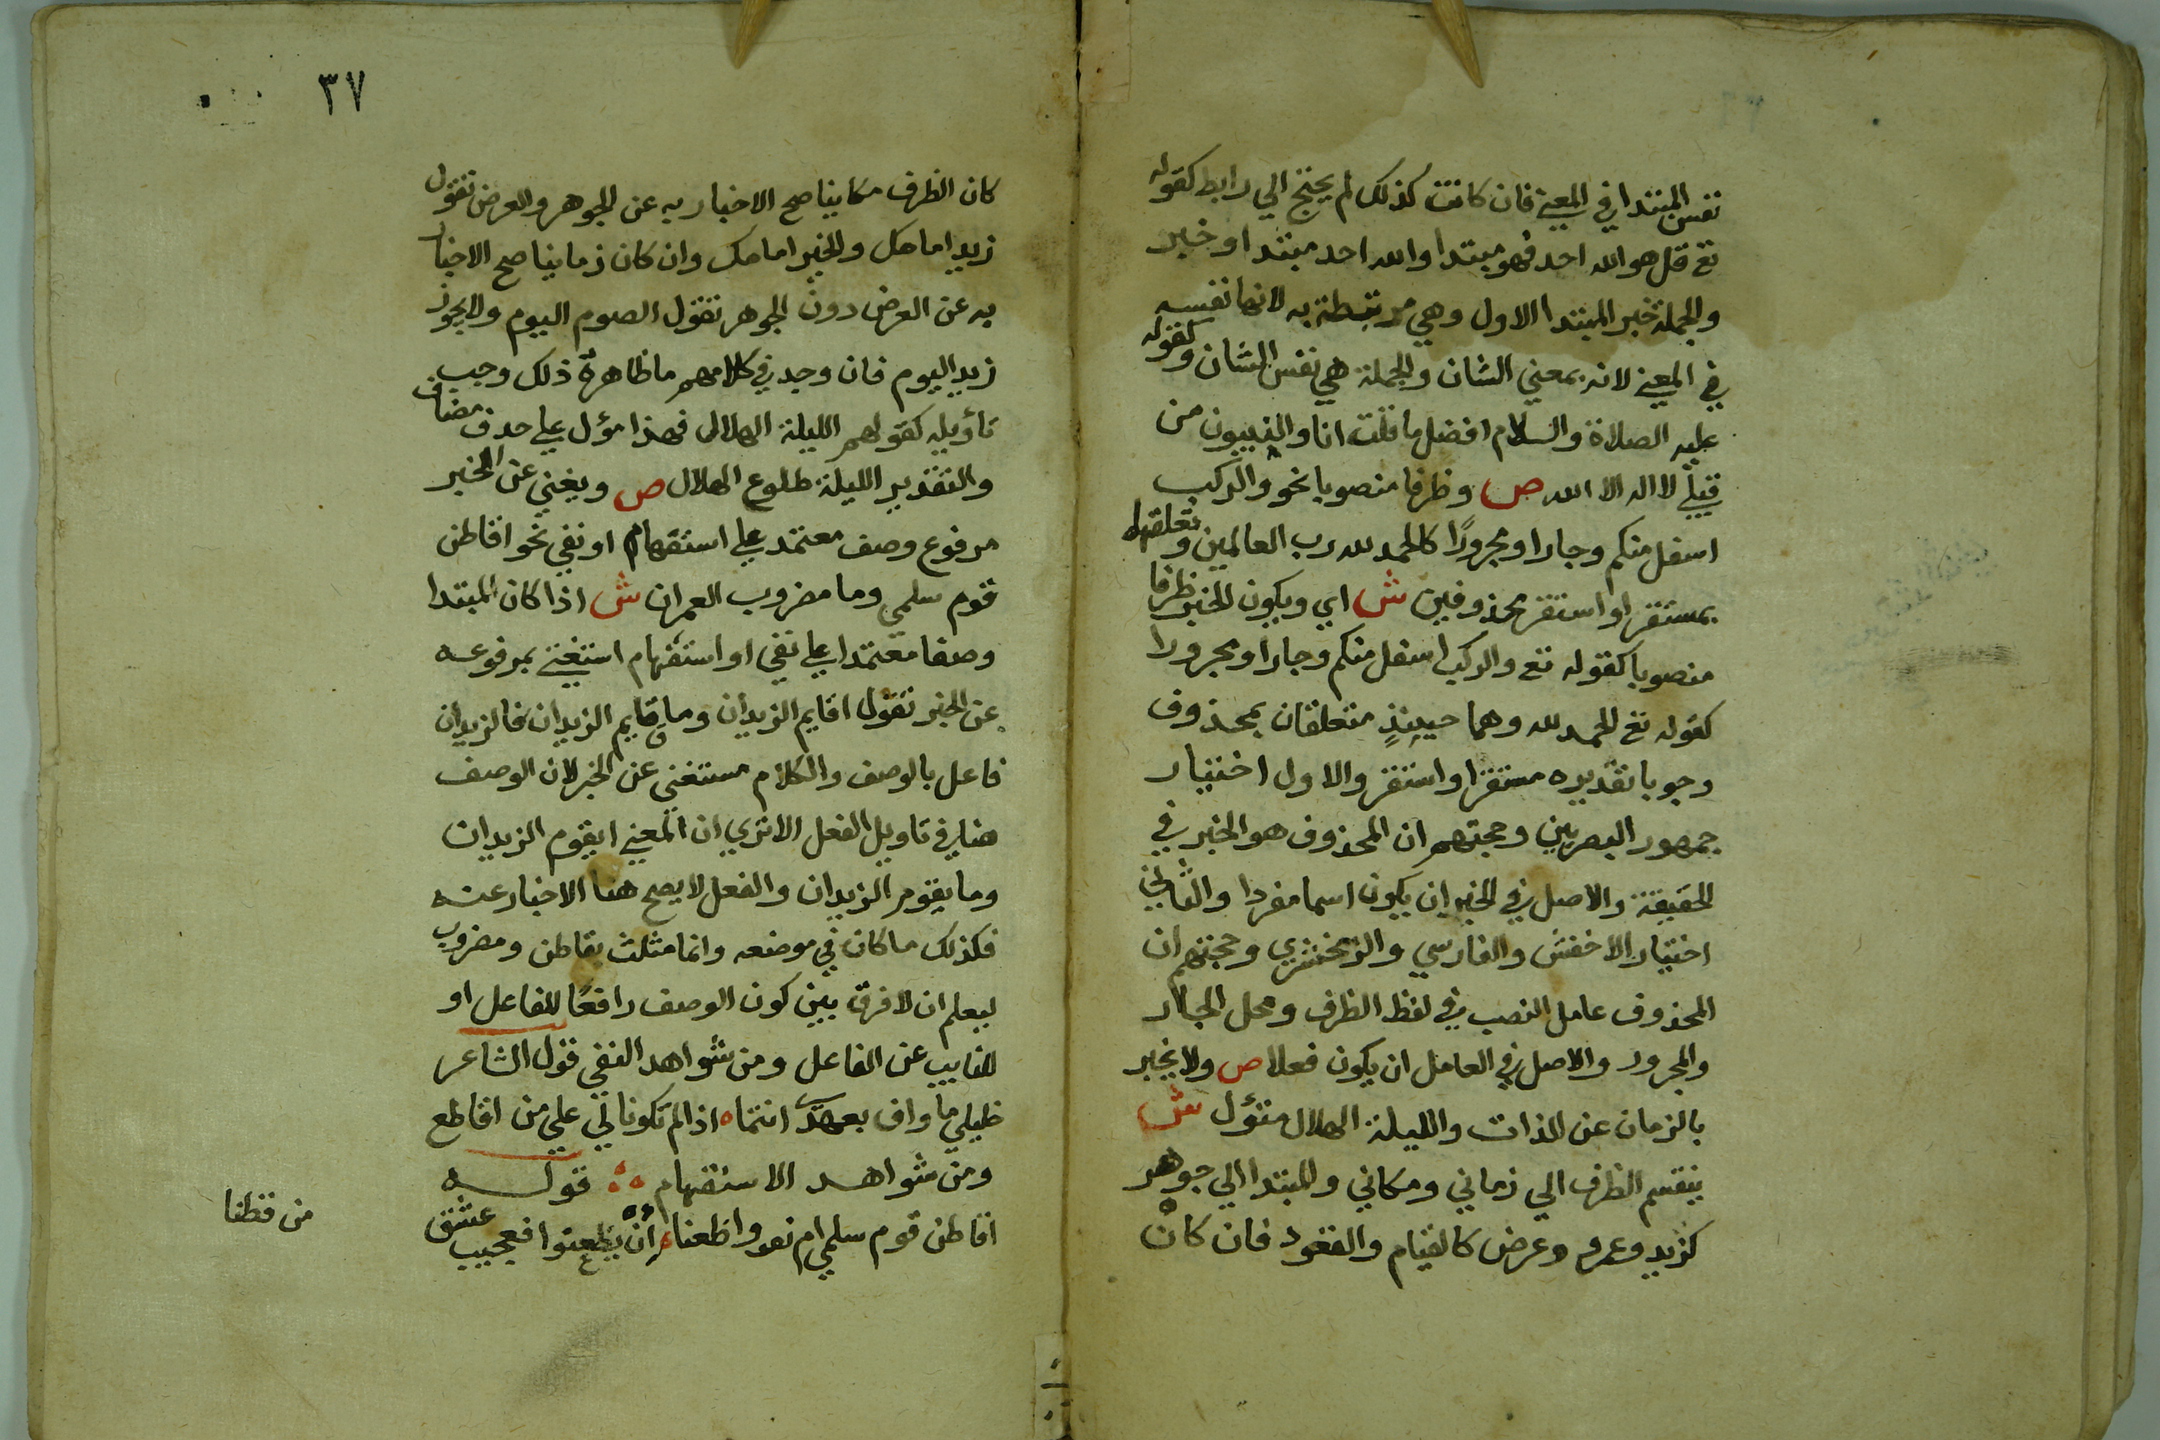 نفس المبتدا في المعنى فان كانت كذلك لم يحتج الي رابط كقوله
تع قل هو الله احد فهو مبتدا والله احد مبتدا وخبر
والجملة خبر المبتدا الاول وهي مرتبطة به لانها نفسه
في المعنى لانه بمعني الشان والجملة هي نفس الشان وكقوله
عليه الصلاة والسلام افضل ما قلت انا والنبيون من
قبلي لا اله الا الله ص وظرفا منصوبا نحو والركب
اسفل منكم وجارا ومجرورًا كالحمد لله رب العالمين وتعلقهما
بمستقر او استقر محذوفين ش اي ويكون الخبر ظرفا
منصوبا كقوله تع والركب اسفل منكم وجارا ومجرورا
كقوله تع الحمد لله وهما حينئذٍ متعلقان بمحذوف
وجوبا تقديره مستقر او استقر والاول اختيار
جمهور البصريين وحجتهم ان المحذوف هو الخبر في
الحقيقة والاصل في الخبر ان يكون اسما مفردا والثاني
اختيار الاخفش والفارسي والزمخشري وحجتهم ان
المحذوف عامل النصب في لفظ الظرف ومحل الجار
والمجرور والاصل في العامل ان يكون فعلا ص ولا يخبر
بالزمان عن الذات والليلة الهلال متؤل ش
ينقسم الظرف الي زماني ومكاني والمبتدا الي جوهر
كزيد وعمرو وعرض كالقيام والقعود فان كان
٣٧
كان الظرف مكانيا صح الاخبار به عن الجوهر والعرض تقول
زيد امامك والخير امامك وان كان زمانيا صح الاخبار
به عن العرض دون الجوهر تقول الصوم اليوم ولا يجوز
زيد اليوم فان وجد في كلامهم ما ظاهره ذلك وجب
تأويله كقولهم الليلة الهلال فهذا مؤل علي حذف مضاف
والتقدير الليلة طلوع الهلال ص ويغني عن الخبر
مرفوع وصف معتمد علي استفهام او نفي نحو اقاطن
قوم سلمي وما مضروب العمران ش اذا كان المبتدا
وصفا معتمدا علي نفي او استفهام استغني بمرفوعه
عن الخبر تقول اقايم الزيدان وما قايم الزيدان فالزيدان
فاعل بالوصف والكلام مستغني عن الخبر لان الوصف
هنا في تاويل الفعل الا تري ان المعني ايقوم الزيدان
وما يقوم الزيدان والفعل لا يصح هنا الاخبار عنه
فكذلك ما كان في موضعه وانما مثلت بقاطن ومضروب
ليعلم ان لا فرق بين كون الوصف رافعًا للفاعل او
للنايب عن الفاعل ومن شواهد النفي قول الشاعر
خليلي ما واف بعهدي انتما ه اذا لم تكونا لي علي من اقاطع
ومن شواهد الاستفهام قوله
اقاطن قوم سلمي ام نووا ظعنا ان يظعنوا فعجيب عيش
من قطنا